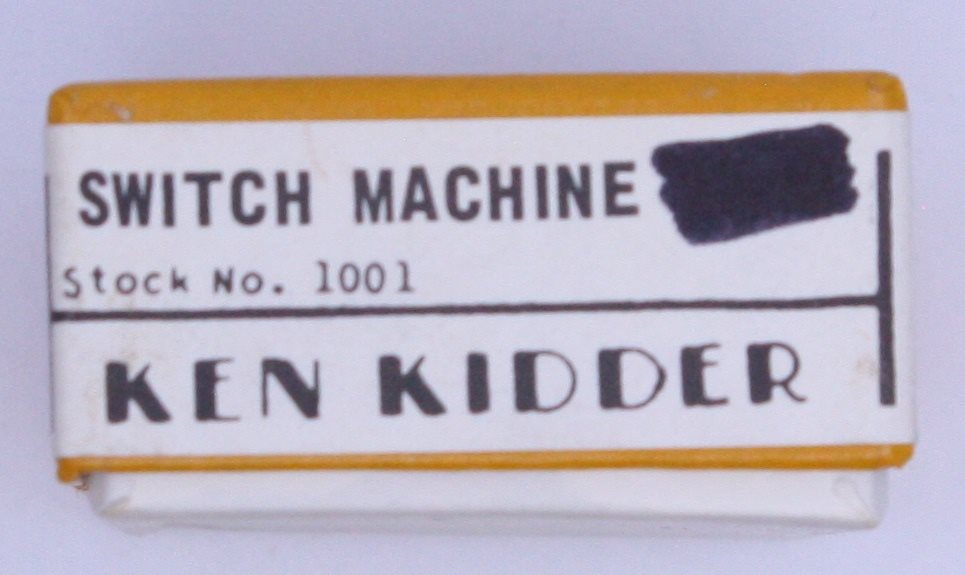 SWITCH MACHINE
Stock No. 1001
KEN KIDDER